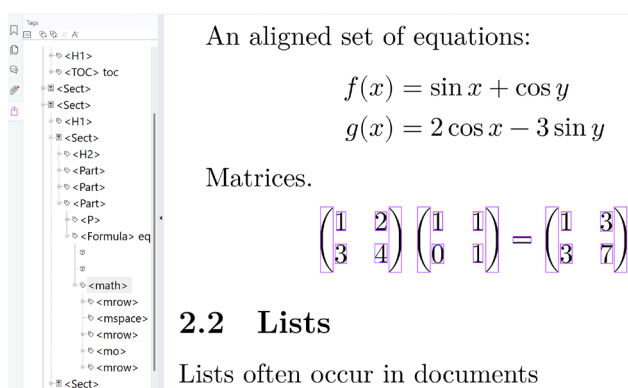 Tags
<H1>
<TOC> toc
<Sect>
<Sect>
<H1>
<Sect>
<H2>
<Part>
<Part>
<Part>
<P>
<Formula> eq
<math>
<mrow>
<mspace>
<mrow>
<mo>
<mrow>
<Sect>
An aligned set of equations:
f(x) = sin x + cos y
g(x) = 2 cos x − 3 sin y
Matrices.
(1 2) (1 1) = (1 3)
(3 4) (0 1) (3 7)
2.2 Lists
Lists often occur in documents